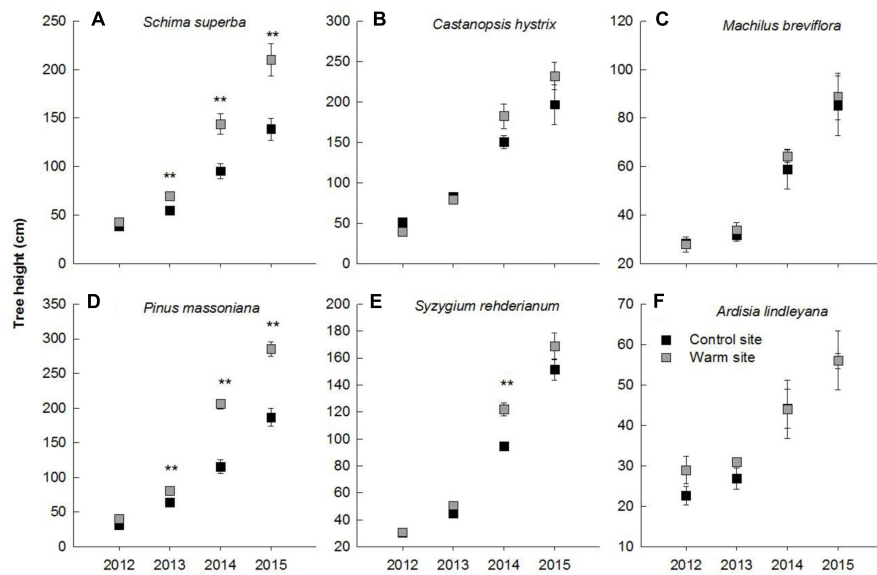 A
Schima superba
B
Castanopsis hystrix
C
Machilus breviflora
Tree height (cm)
250
200
150
100
50
0
**
**
**
300
250
200
150
100
50
0
120
100
80
60
40
20
D
Pinus massoniana
E
Syzygium rehderianum
F
Ardisia lindleyana
350
300
250
200
150
100
50
0
**
**
**
200
180
160
140
120
100
80
60
40
20
**
70
60
50
40
30
20
10
Control site
Warm site
2012 2013 2014 2015
2012 2013 2014 2015
2012 2013 2014 2015